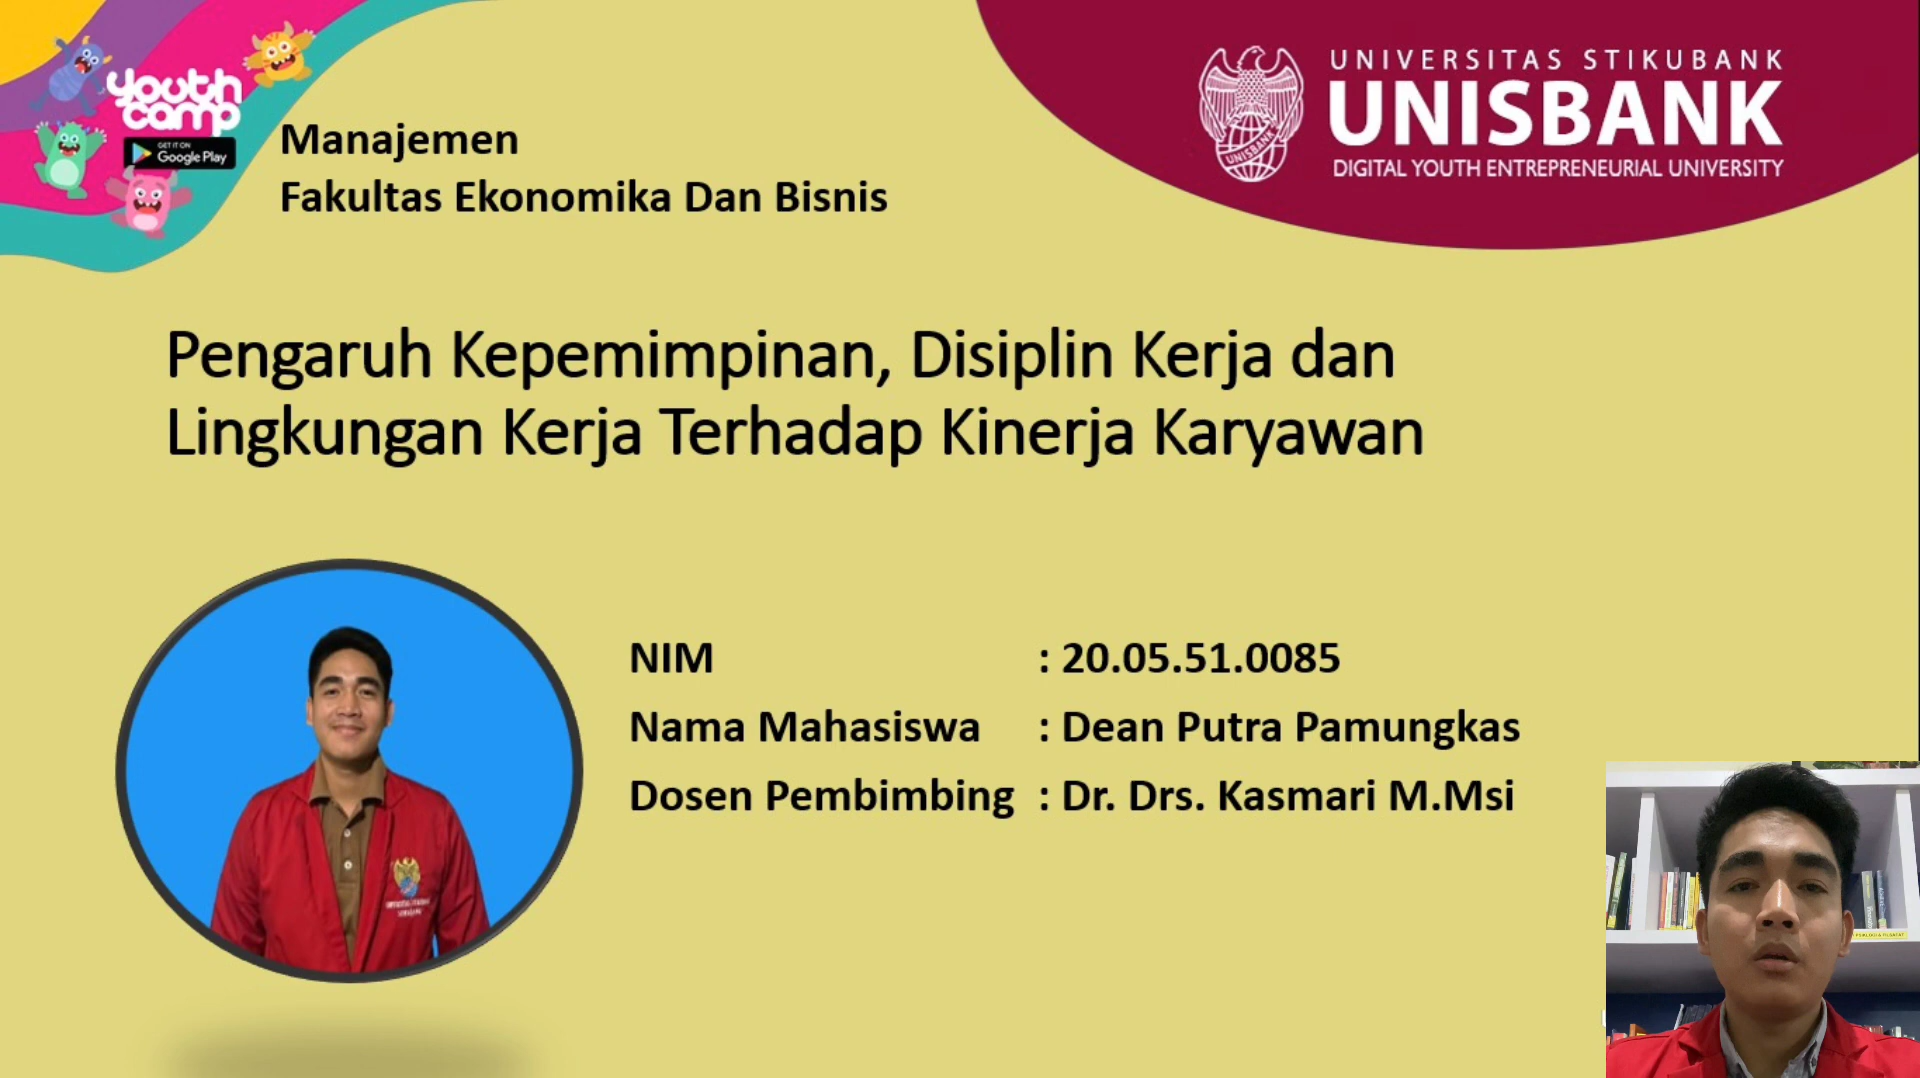 youth
camp
GET IT ON
Google Play
Manajemen
Fakultas Ekonomika Dan Bisnis
UNIVERSITAS STIKUBANK
UNISBANK
DIGITAL YOUTH ENTREPRENEURIAL UNIVERSITY
UNISBANK
Pengaruh Kepemimpinan, Disiplin Kerja dan
Lingkungan Kerja Terhadap Kinerja Karyawan
NIM : 20.05.51.0085
Nama Mahasiswa : Dean Putra Pamungkas
Dosen Pembimbing : Dr. Drs. Kasmari M.Msi